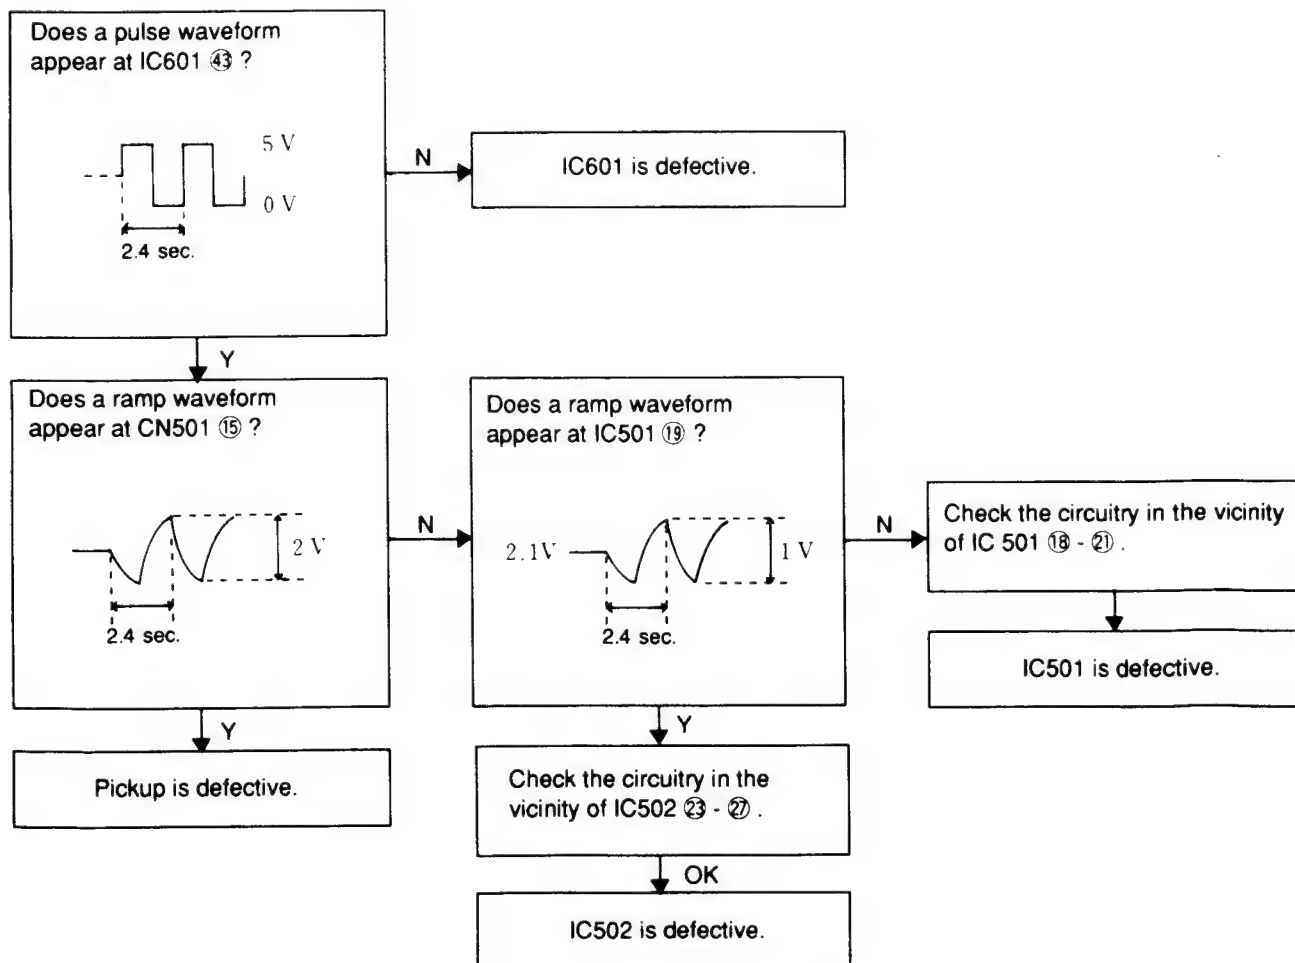 Does a pulse waveform
appear at IC601 ㊸ ?
5 V
0 V
2.4 sec.
N
IC601 is defective.
Y
Does a ramp waveform
appear at CN501 ⑮ ?
2 V
2.4 sec.
N
Does a ramp waveform
appear at IC501 ⑲ ?
2.1V
1 V
2.4 sec.
N
Check the circuitry in the vicinity
of IC 501 ⑱ - ㉑ .
IC501 is defective.
Y
Pickup is defective.
Y
Check the circuitry in the
vicinity of IC502 ㉓ - ㉗ .
OK
IC502 is defective.